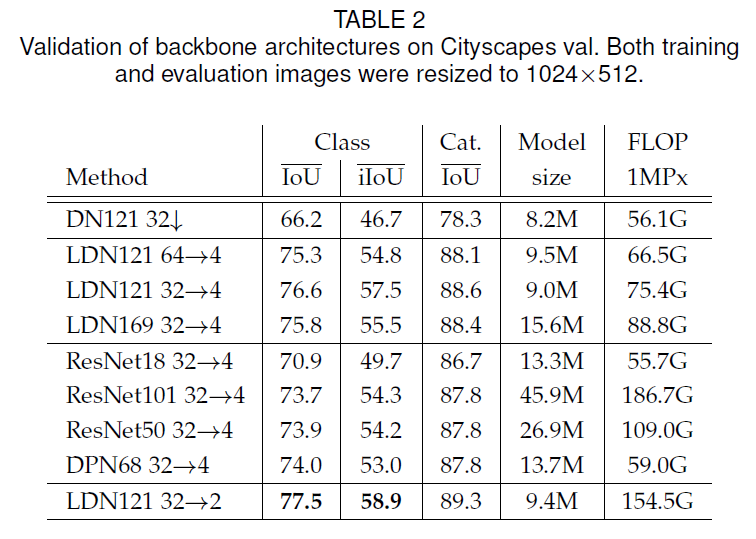 TABLE 2
Validation of backbone architectures on Cityscapes val. Both training
and evaluation images were resized to 1024×512.
Class Cat. Model FLOP
Method IoU iIoU IoU size 1MPx
DN121 32↓ 66.2 46.7 78.3 8.2M 56.1G
LDN121 64→4 75.3 54.8 88.1 9.5M 66.5G
LDN121 32→4 76.6 57.5 88.6 9.0M 75.4G
LDN169 32→4 75.8 55.5 88.4 15.6M 88.8G
ResNet18 32→4 70.9 49.7 86.7 13.3M 55.7G
ResNet101 32→4 73.7 54.3 87.8 45.9M 186.7G
ResNet50 32→4 73.9 54.2 87.8 26.9M 109.0G
DPN68 32→4 74.0 53.0 87.8 13.7M 59.0G
LDN121 32→2 77.5 58.9 89.3 9.4M 154.5G